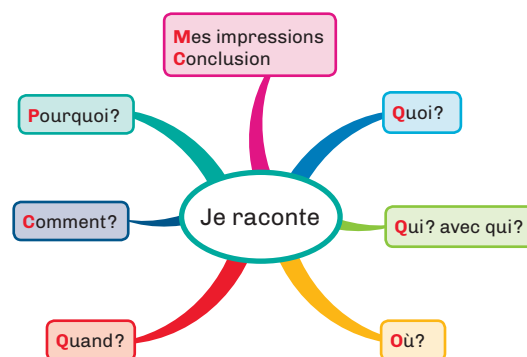 Mes impressions
Conclusion
Pourquoi?
Quoi?
Comment?
Je raconte
Qui? avec qui?
Quand?
Où?